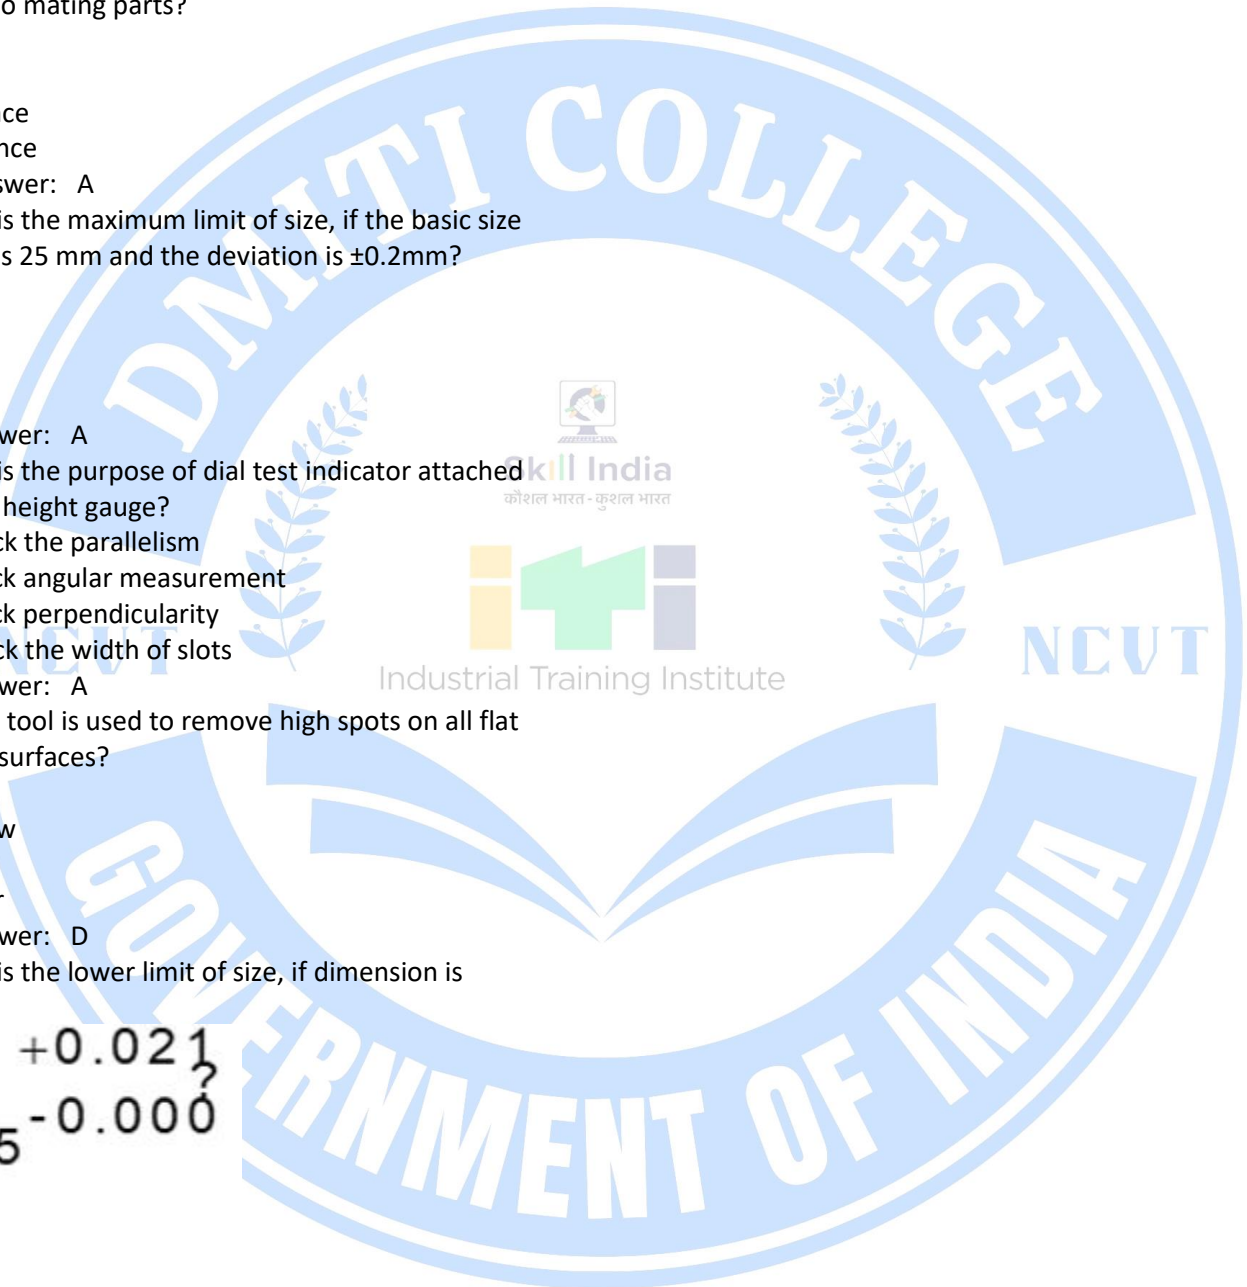 o mating parts?
nce
nce
swer: A
is the maximum limit of size, if the basic size
s 25 mm and the deviation is ±0.2mm?
wer: A
is the purpose of dial test indicator attached
height gauge?
ck the parallelism
ck angular measurement
ck perpendicularity
ck the width of slots
wer: A
tool is used to remove high spots on all flat
surfaces?
w
r
wer: D
is the lower limit of size, if dimension is
+0.021
?
5 -0.000
DMITI COLLEGE
Skill India
कौशल भारत - कुशल भारत
iti
Industrial Training Institute
NCVT
NCVT
GOVERNMENT OF INDIA